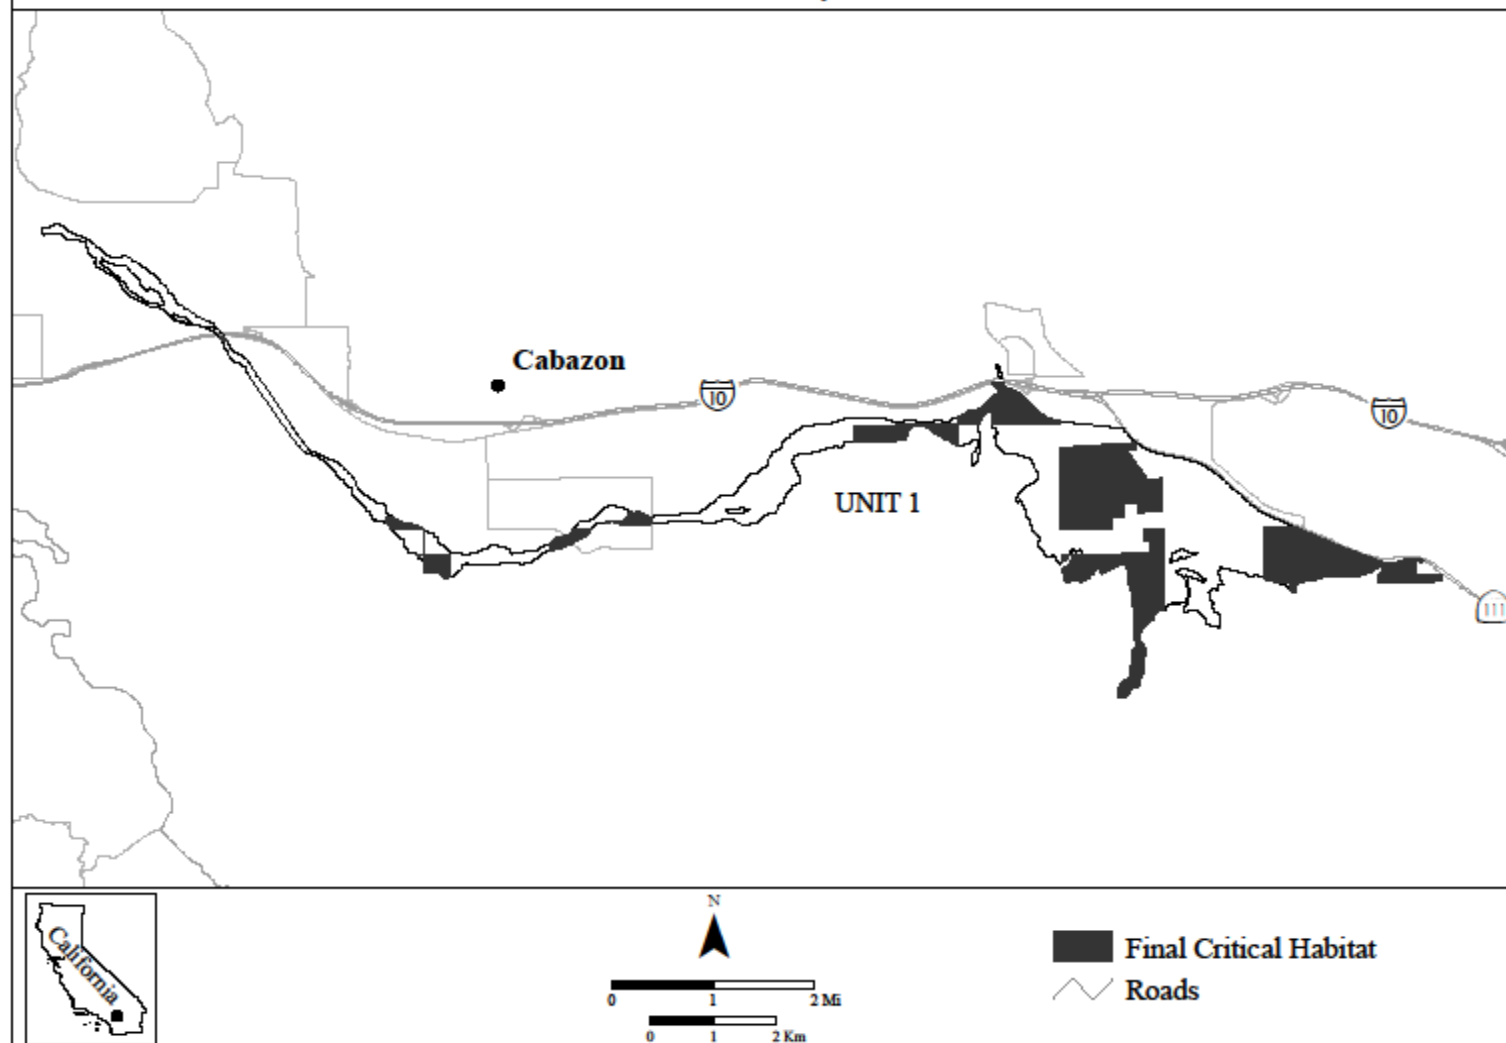 Cabazon
10
10
UNIT 1
111
California
N
0 1 2 Mi
0 1 2 Km
Final Critical Habitat
Roads